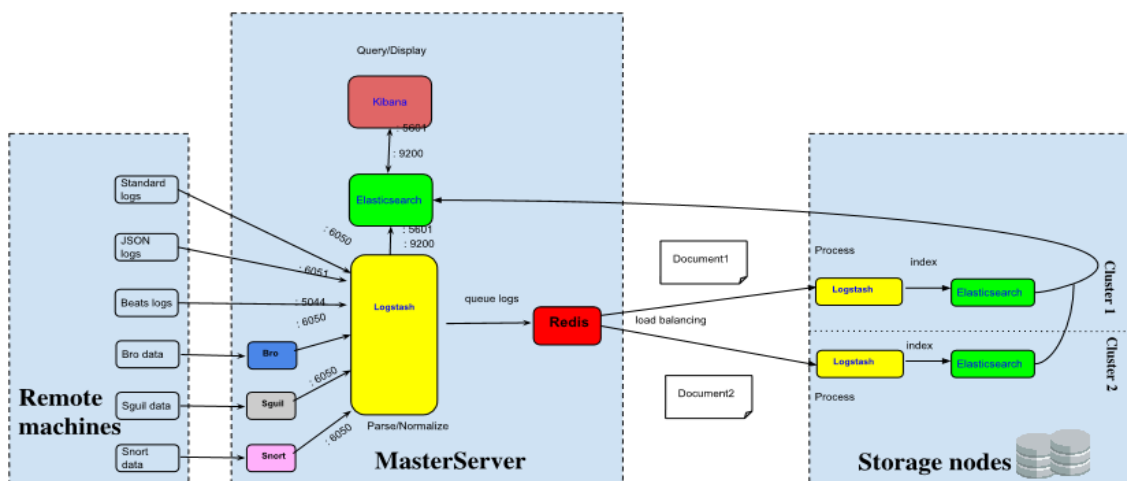 Query/Display
Kibana
: 5601
: 9200
Elasticsearch
: 5601
: 9200
Standard
logs
: 6050
JSON
logs
: 6051
Beats logs
: 5044
: 6050
Logstash
Bro data
Bro
Sguil data
Sguil
: 6050
Snort
data
Snort
: 6050
Parse/Normalize
Remote
machines
MasterServer
queue logs
Redis
load balancing
Document1
Document2
Process
Logstash
index
Elasticsearch
Cluster 1
Logstash
index
Elasticsearch
Cluster 2
Process
Storage nodes